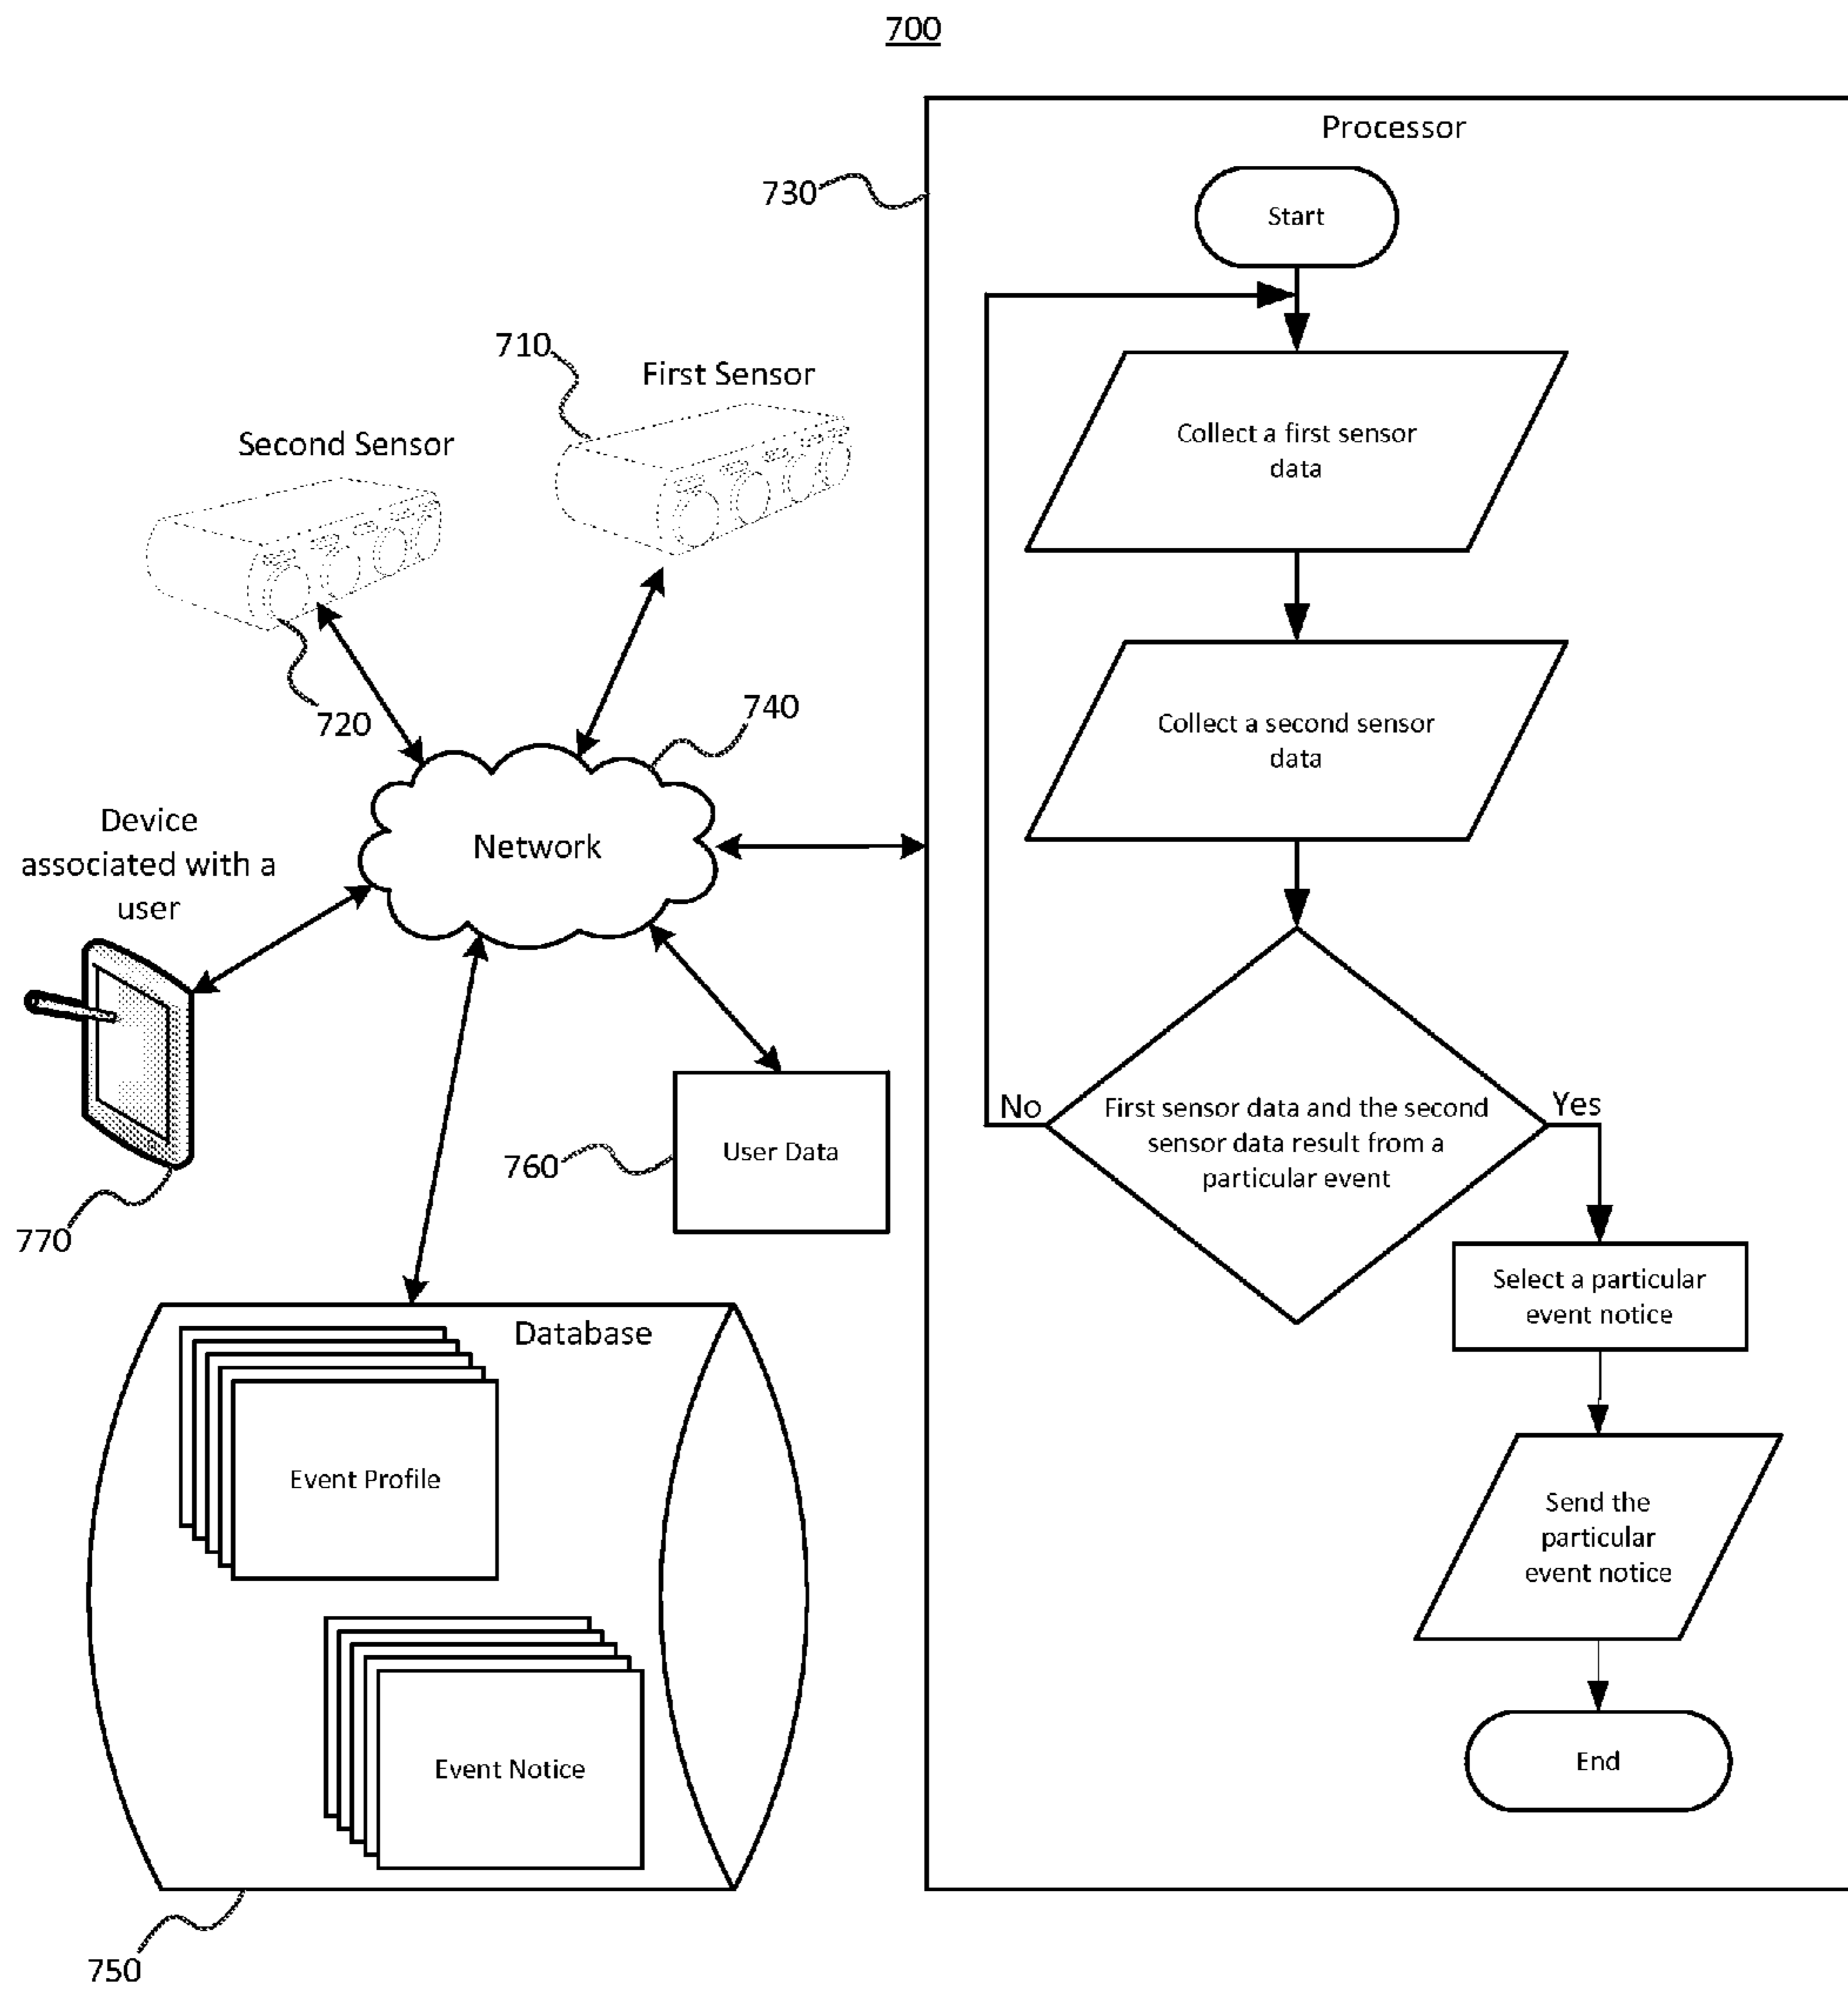 700
Processor
730
Start
710
First Sensor
Second Sensor
Collect a first sensor
data
720
740
Collect a second sensor
data
Network
Device
associated with a
user
No
Yes
First sensor data and the second
sensor data result from a
particular event
760
User Data
770
Select a particular
event notice
Database
Event Profile
Send the
particular
event notice
Event Notice
End
750